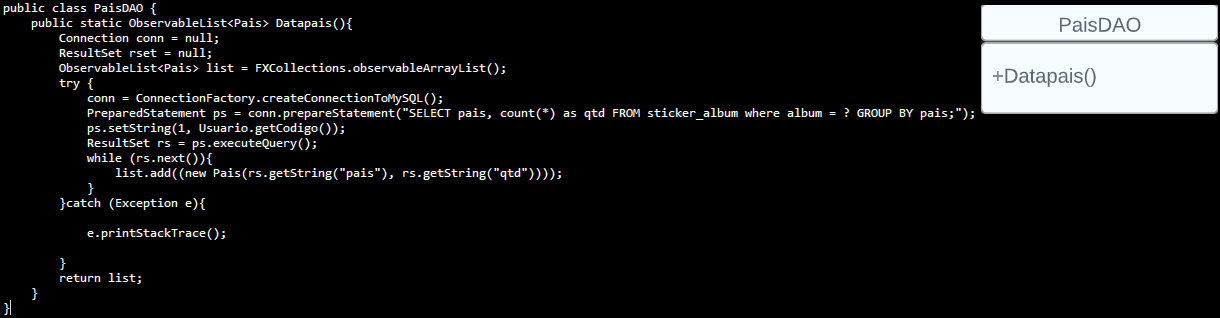 public class PaisDAO {
    public static ObservableList<Pais> Datapais(){
        Connection conn = null;
        ResultSet rset = null;
        ObservableList<Pais> list = FXCollections.observableArrayList();
        try {
            conn = ConnectionFactory.createConnectionToMySQL();
            PreparedStatement ps = conn.prepareStatement("SELECT pais, count(*) as qtd FROM sticker_album where album = ? GROUP BY pais;");
            ps.setString(1, Usuario.getCodigo());
            ResultSet rs = ps.executeQuery();
            while (rs.next()){
                list.add((new Pais(rs.getString("pais"), rs.getString("qtd"))));
            }
        }catch (Exception e){
            e.printStackTrace();
        }
        return list;
    }
}
PaisDAO
+Datapais()